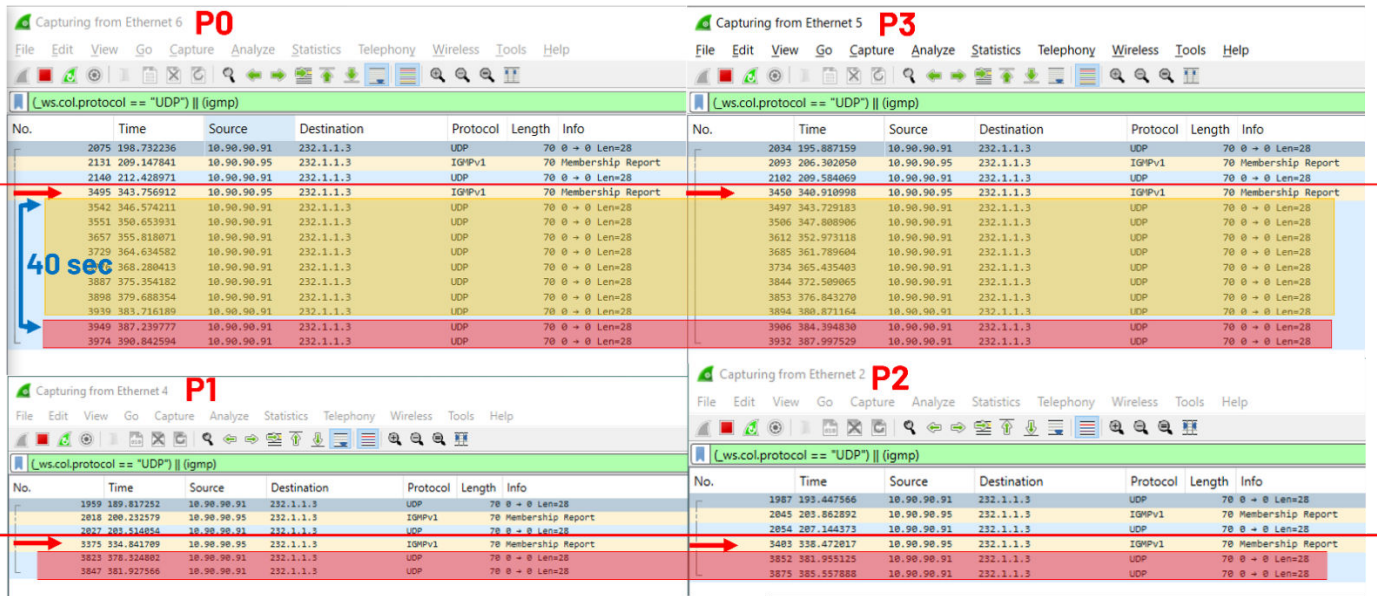 Capturing from Ethernet 6 P0
File Edit View Go Capture Analyze Statistics Telephony Wireless Tools Help
(_ws.col.protocol == "UDP") || (igmp)
No. Time Source Destination Protocol Length Info
2075 198.732236 10.90.90.91 232.1.1.3 UDP 70 0 → 0 Len=28
2131 209.147841 10.90.90.95 232.1.1.3 IGMPv1 70 Membership Report
2140 212.428971 10.90.90.91 232.1.1.3 UDP 70 0 → 0 Len=28
3495 343.756912 10.90.90.95 232.1.1.3 IGMPv1 70 Membership Report
3542 346.574211 10.90.90.91 232.1.1.3 UDP 70 0 → 0 Len=28
3551 350.653931 10.90.90.91 232.1.1.3 UDP 70 0 → 0 Len=28
3657 355.818071 10.90.90.91 232.1.1.3 UDP 70 0 → 0 Len=28
3729 364.634582 10.90.90.91 232.1.1.3 UDP 70 0 → 0 Len=28
40 sec
368.280413 10.90.90.91 232.1.1.3 UDP 70 0 → 0 Len=28
3887 375.354182 10.90.90.91 232.1.1.3 UDP 70 0 → 0 Len=28
3898 379.688354 10.90.90.91 232.1.1.3 UDP 70 0 → 0 Len=28
3939 383.716189 10.90.90.91 232.1.1.3 UDP 70 0 → 0 Len=28
3949 387.239777 10.90.90.91 232.1.1.3 UDP 70 0 → 0 Len=28
3974 390.842594 10.90.90.91 232.1.1.3 UDP 70 0 → 0 Len=28
Capturing from Ethernet 5 P3
File Edit View Go Capture Analyze Statistics Telephony Wireless Tools Help
(_ws.col.protocol == "UDP") || (igmp)
No. Time Source Destination Protocol Length Info
2034 195.887159 10.90.90.91 232.1.1.3 UDP 70 0 → 0 Len=28
2093 206.302050 10.90.90.95 232.1.1.3 IGMPv1 70 Membership Report
2102 209.584069 10.90.90.91 232.1.1.3 UDP 70 0 → 0 Len=28
3450 340.910998 10.90.90.95 232.1.1.3 IGMPv1 70 Membership Report
3497 343.729183 10.90.90.91 232.1.1.3 UDP 70 0 → 0 Len=28
3506 347.808906 10.90.90.91 232.1.1.3 UDP 70 0 → 0 Len=28
3612 352.973118 10.90.90.91 232.1.1.3 UDP 70 0 → 0 Len=28
3685 361.789604 10.90.90.91 232.1.1.3 UDP 70 0 → 0 Len=28
3734 365.435403 10.90.90.91 232.1.1.3 UDP 70 0 → 0 Len=28
3844 372.509065 10.90.90.91 232.1.1.3 UDP 70 0 → 0 Len=28
3853 376.843270 10.90.90.91 232.1.1.3 UDP 70 0 → 0 Len=28
3894 380.871164 10.90.90.91 232.1.1.3 UDP 70 0 → 0 Len=28
3906 384.394830 10.90.90.91 232.1.1.3 UDP 70 0 → 0 Len=28
3932 387.997529 10.90.90.91 232.1.1.3 UDP 70 0 → 0 Len=28
Capturing from Ethernet 4 P1
File Edit View Go Capture Analyze Statistics Telephony Wireless Tools Help
(_ws.col.protocol == "UDP") || (igmp)
No. Time Source Destination Protocol Length Info
1959 189.817252 10.90.90.91 232.1.1.3 UDP 70 0 → 0 Len=28
2018 200.232579 10.90.90.95 232.1.1.3 IGMPv1 70 Membership Report
2027 203.514054 10.90.90.91 232.1.1.3 UDP 70 0 → 0 Len=28
3375 334.841709 10.90.90.95 232.1.1.3 IGMPv1 70 Membership Report
3823 378.324802 10.90.90.91 232.1.1.3 UDP 70 0 → 0 Len=28
3847 381.927566 10.90.90.91 232.1.1.3 UDP 70 0 → 0 Len=28
Capturing from Ethernet 2 P2
File Edit View Go Capture Analyze Statistics Telephony Wireless Tools Help
(_ws.col.protocol == "UDP") || (igmp)
No. Time Source Destination Protocol Length Info
1987 193.447566 10.90.90.91 232.1.1.3 UDP 70 0 → 0 Len=28
2045 203.862892 10.90.90.95 232.1.1.3 IGMPv1 70 Membership Report
2054 207.144373 10.90.90.91 232.1.1.3 UDP 70 0 → 0 Len=28
3403 338.472017 10.90.90.95 232.1.1.3 IGMPv1 70 Membership Report
3852 381.955125 10.90.90.91 232.1.1.3 UDP 70 0 → 0 Len=28
3875 385.557888 10.90.90.91 232.1.1.3 UDP 70 0 → 0 Len=28